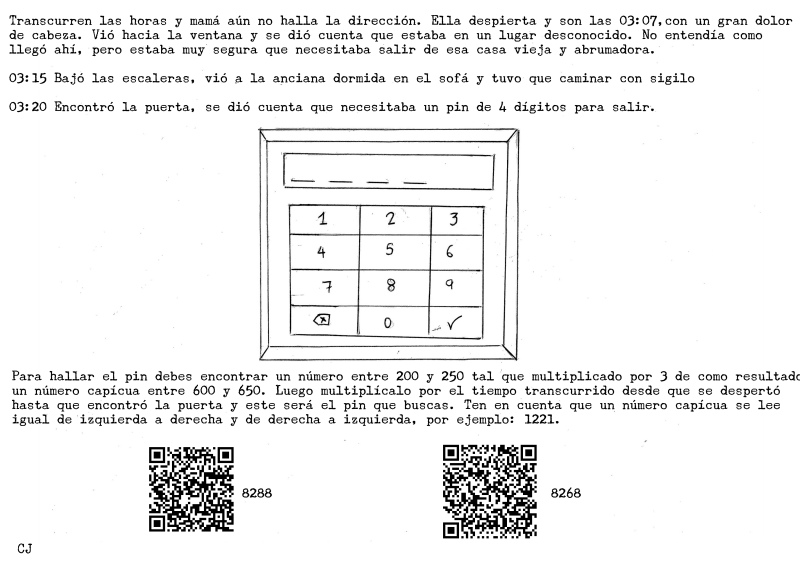 Transcurren las horas y mamá aún no halla la dirección. Ella despierta y son las 03:07,con un gran dolor
de cabeza. Vió hacia la ventana y se dió cuenta que estaba en un lugar desconocido. No entendía como
llegó ahí, pero estaba muy segura que necesitaba salir de esa casa vieja y abrumadora.
03:15 Bajó las escaleras, vió a la anciana dormida en el sofá y tuvo que caminar con sigilo
03:20 Encontró la puerta, se dió cuenta que necesitaba un pin de 4 dígitos para salir.
1 2 3
4 5 6
7 8 9
0
Para hallar el pin debes encontrar un número entre 200 y 250 tal que multiplicado por 3 de como resultado
un número capícua entre 600 y 650. Luego multiplícalo por el tiempo transcurrido desde que se despertó
hasta que encontró la puerta y este será el pin que buscas. Ten en cuenta que un número capícua se lee
igual de izquierda a derecha y de derecha a izquierda, por ejemplo: 1221.
8288 8268
CJ